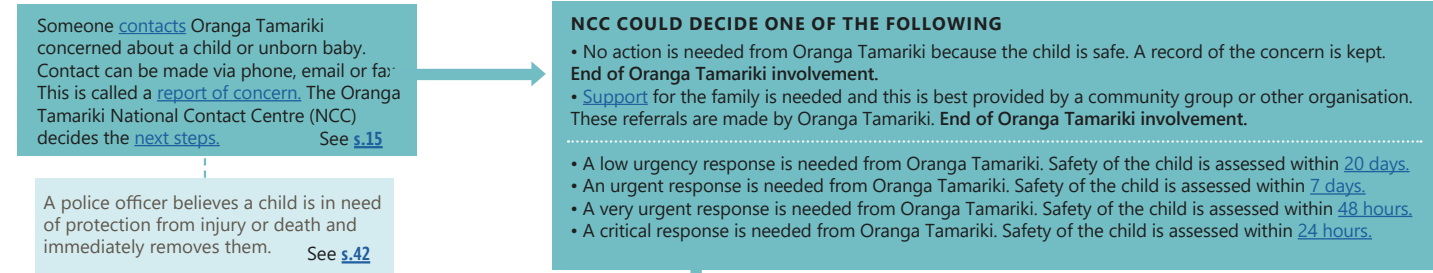 Someone contacts Oranga Tamariki
concerned about a child or unborn baby.
Contact can be made via phone, email or fax
This is called a report of concern. The Oranga
Tamariki National Contact Centre (NCC)
decides the next steps. See s.15
A police officer believes a child is in need
of protection from injury or death and
immediately removes them. See s.42
NCC COULD DECIDE ONE OF THE FOLLOWING
• No action is needed from Oranga Tamariki because the child is safe. A record of the concern is kept.
End of Oranga Tamariki involvement.
• Support for the family is needed and this is best provided by a community group or other organisation.
These referrals are made by Oranga Tamariki. End of Oranga Tamariki involvement.
• A low urgency response is needed from Oranga Tamariki. Safety of the child is assessed within 20 days.
• An urgent response is needed from Oranga Tamariki. Safety of the child is assessed within 7 days.
• A very urgent response is needed from Oranga Tamariki. Safety of the child is assessed within 48 hours.
• A critical response is needed from Oranga Tamariki. Safety of the child is assessed within 24 hours.